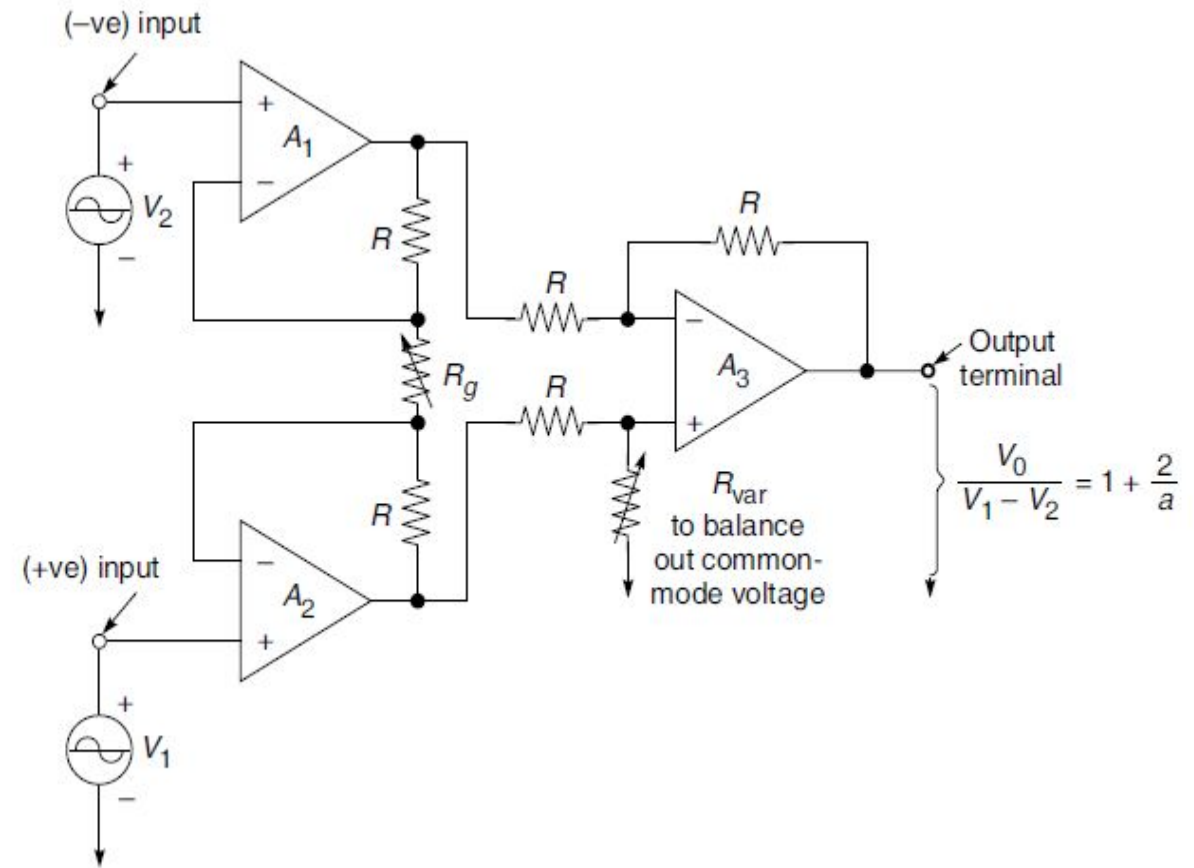 (–ve) input
+
A1
–
+
V2
–
R
R
R
–
A3
+
Output
terminal
Rg
R
V0
V1 – V2
= 1 + 2
a
Rvar
to balance
out common-
mode voltage
R
(+ve) input
–
A2
+
+
V1
–